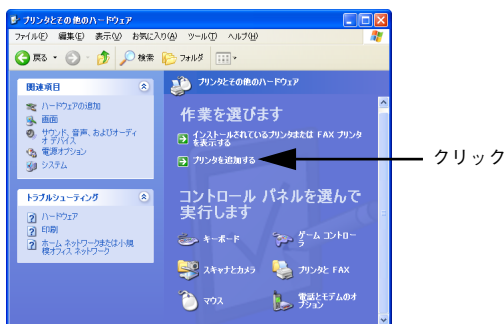 プリンタとその他のハードウェア
ファイル(F) 編集(E) 表示(V) お気に入り(A) ツール(T) ヘルプ(H)
戻る 検索 フォルダ
関連項目
ハードウェアの追加
画面
サウンド、音声、およびオーディ
オ デバイス
電源オプション
システム
トラブルシューティング
ハードウェア
印刷
ホーム ネットワークまたは小規
模オフィス ネットワーク
プリンタとその他のハードウェア
作業を選びます
インストールされているプリンタまたは FAX プリンタ
を表示する
プリンタを追加する
クリック
コントロール パネルを選んで
実行します
キーボード
ゲーム コントロー
ラ
スキャナとカメラ
プリンタと FAX
マウス
電話とモデムのオ
プション